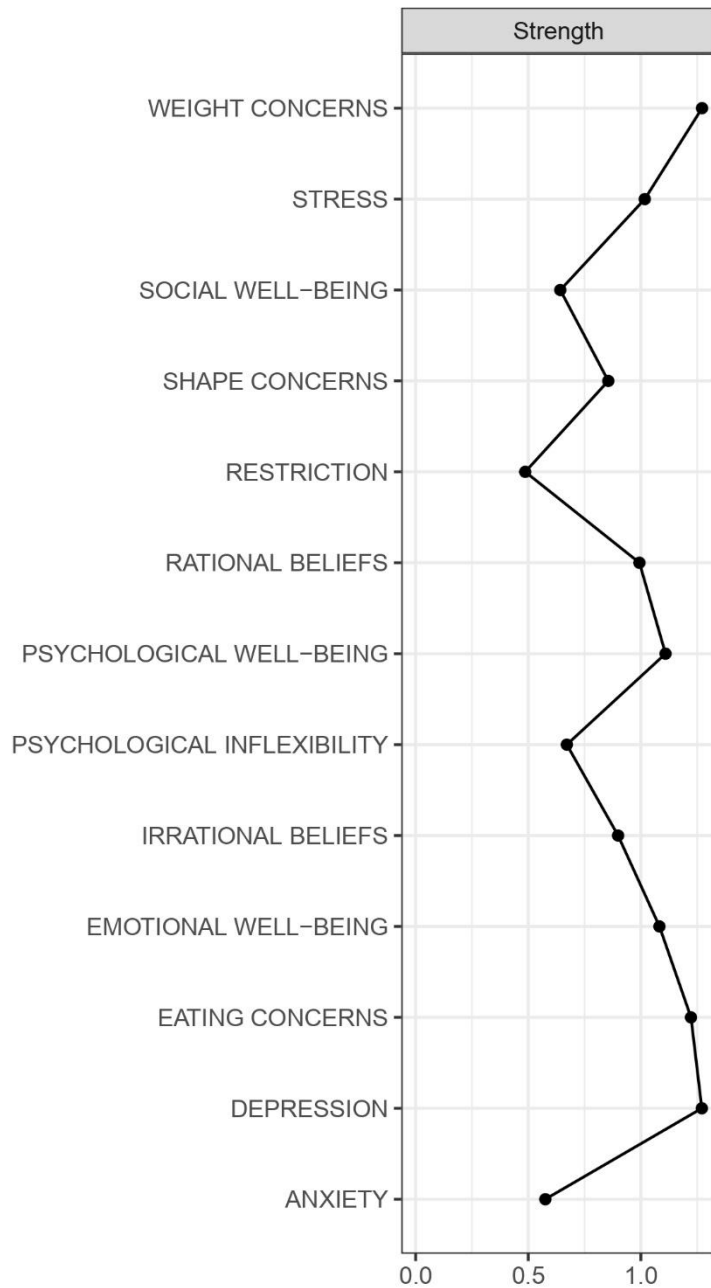 Strength
WEIGHT CONCERNS
STRESS
SOCIAL WELL−BEING
SHAPE CONCERNS
RESTRICTION
RATIONAL BELIEFS
PSYCHOLOGICAL WELL−BEING
PSYCHOLOGICAL INFLEXIBILITY
IRRATIONAL BELIEFS
EMOTIONAL WELL−BEING
EATING CONCERNS
DEPRESSION
ANXIETY
0.0 0.5 1.0